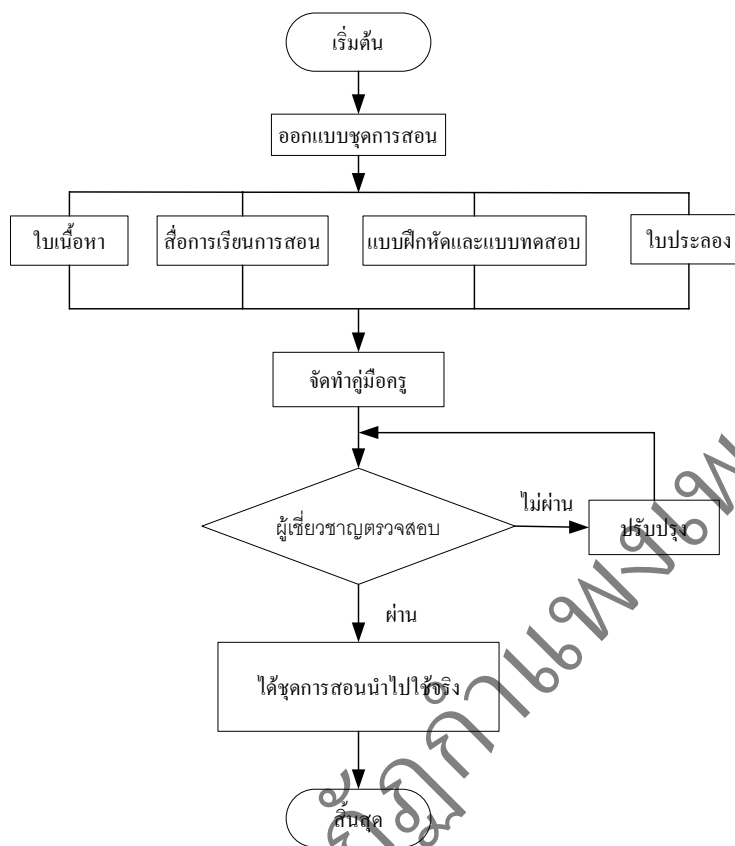 เริ่มต้น
ออกแบบชุดการสอน
ใบเนื้อหา
สื่อการเรียนการสอน
แบบฝึกหัดและแบบทดสอบ
ใบประลอง
จัดทำคู่มือครู
ผู้เชี่ยวชาญตรวจสอบ
ไม่ผ่าน
ปรับปรุง
ผ่าน
ได้ชุดการสอนนำไปใช้จริง
สิ้นสุด